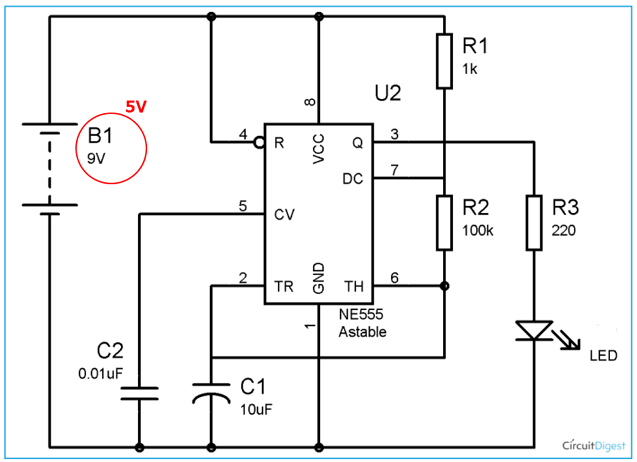 5V
B1
9V
R1
1k
U2
8
VCC
4
R
Q
3
DC
7
5
CV
R2
100k
R3
220
2
TR
GND
TH
6
1
NE555
Astable
C2
0.01uF
C1
10uF
LED
CircuitDigest